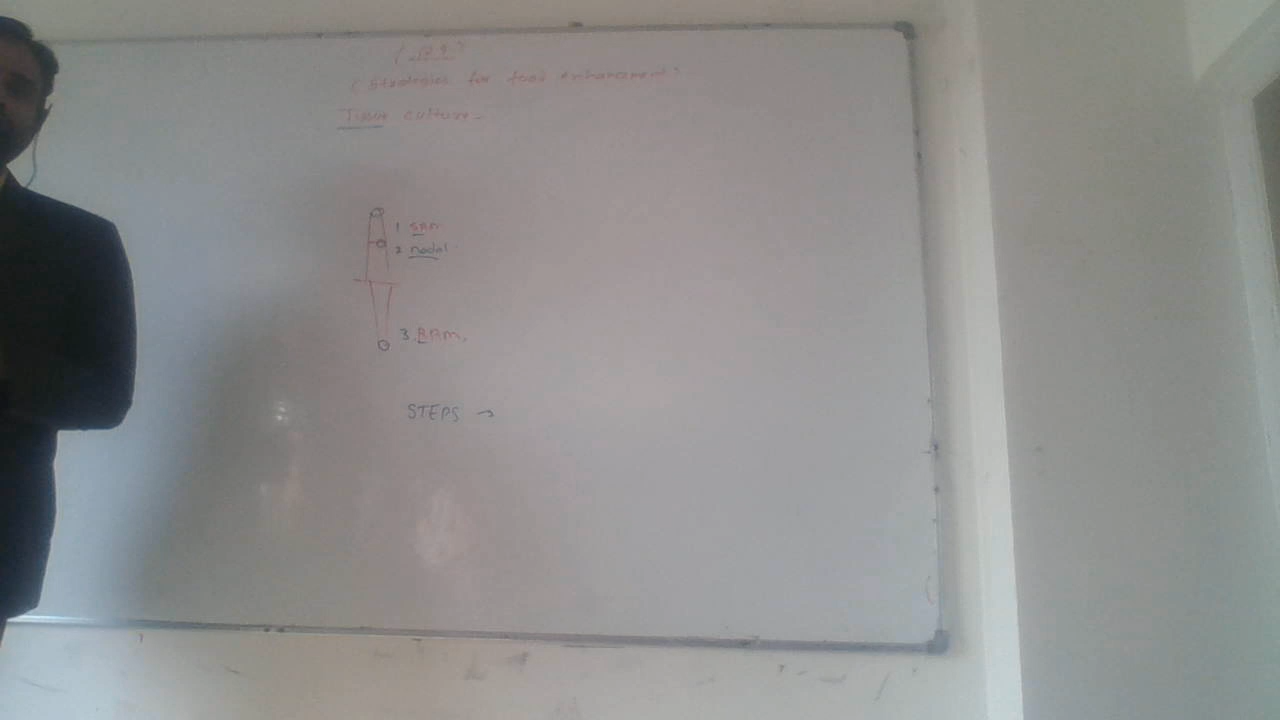 (Strategies for food enhancement)
Tissue culture =
1 SAM
2 nodal
3. RAM.
STEPS →